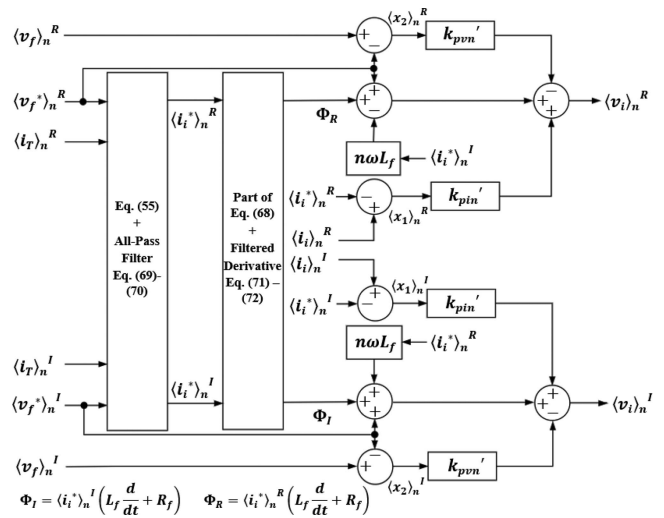 ⟨v_f⟩_n^R
⟨x_2⟩_n^R
k_pvn′
⟨v_f^*⟩_n^R
⟨i_i^*⟩_n^R
Φ_R
⟨v_i⟩_n^R
⟨i_T⟩_n^R
nωL_f
⟨i_i^*⟩_n^I
Eq. (55)
+
All-Pass
Filter
Eq. (69)-
(70)
Part of
Eq. (68)
+
Filtered
Derivative
Eq. (71) –
(72)
⟨i_i^*⟩_n^R
⟨x_1⟩_n^R
k_pin′
⟨i_i⟩_n^R
⟨i_i⟩_n^I
⟨x_1⟩_n^I
k_pin′
⟨i_i^*⟩_n^I
nωL_f
⟨i_i^*⟩_n^R
⟨i_T⟩_n^I
⟨i_i^*⟩_n^I
⟨v_f^*⟩_n^I
Φ_I
⟨v_i⟩_n^I
⟨v_f⟩_n^I
⟨x_2⟩_n^I
k_pvn′
Φ_I = ⟨i_i^*⟩_n^I (L_f d/dt + R_f) Φ_R = ⟨i_i^*⟩_n^R (L_f d/dt + R_f)